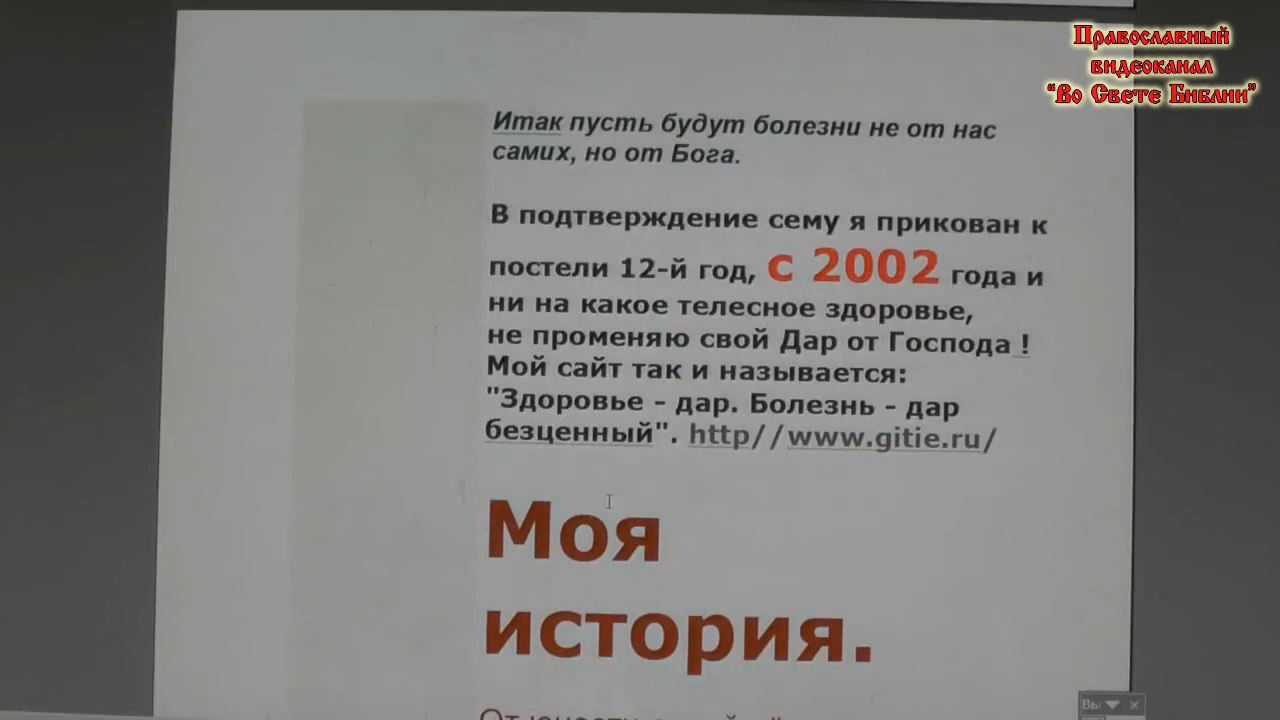 Православный
видеоканал
“Во Свете Библии”
Итак пусть будут болезни не от нас
самих, но от Бога.
В подтверждение сему я прикован к
постели 12-й год, с 2002 года и
ни на какое телесное здоровье,
не променяю свой Дар от Господа !
Мой сайт так и называется:
"Здоровье - дар. Болезнь - дар
безценный". http//www.gitie.ru/
Моя
история.
От юности